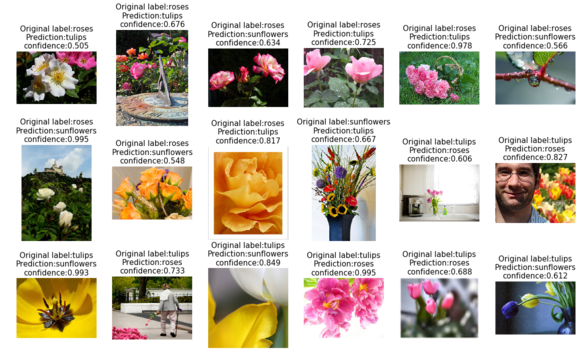 Original label:roses
Prediction:tulips
confidence:0.505
Original label:roses
Prediction:tulips
confidence:0.676
Original label:roses
Prediction:tulips
confidence:0.634
Original label:roses
Prediction:tulips
confidence:0.725
Original label:roses
Prediction:tulips
confidence:0.978
Original label:roses
Prediction:sunflowers
confidence:0.566
Original label:roses
Prediction:sunflowers
confidence:0.995
Original label:roses
Prediction:sunflowers
confidence:0.548
Original label:roses
Prediction:tulips
confidence:0.817
Original label:sunflowers
Prediction:tulips
confidence:0.667
Original label:tulips
Prediction:roses
confidence:0.606
Original label:tulips
Prediction:roses
confidence:0.827
Original label:tulips
Prediction:sunflowers
confidence:0.993
Original label:tulips
Prediction:roses
confidence:0.733
Original label:tulips
Prediction:sunflowers
confidence:0.849
Original label:tulips
Prediction:roses
confidence:0.995
Original label:tulips
Prediction:roses
confidence:0.688
Original label:tulips
Prediction:sunflowers
confidence:0.612